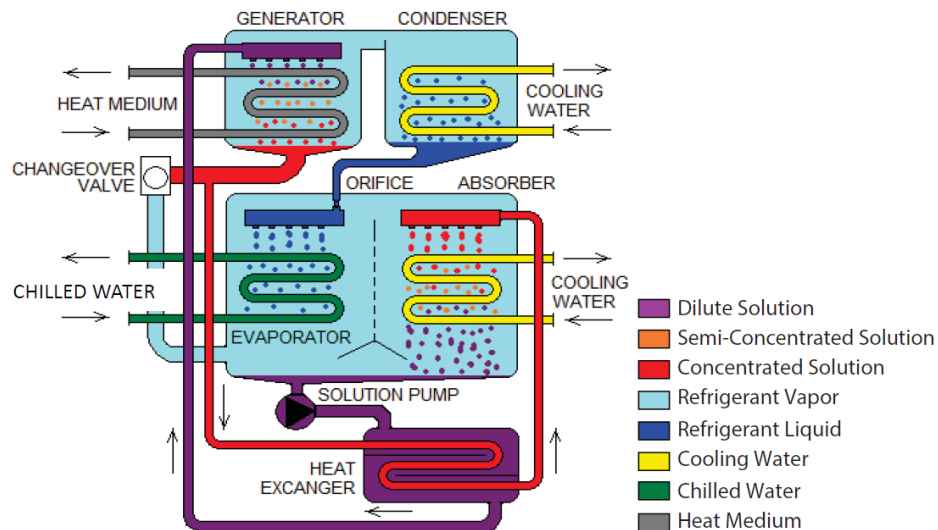 GENERATOR
CONDENSER
HEAT MEDIUM
COOLING
WATER
CHANGEOVER
VALVE
ORIFICE
ABSORBER
CHILLED WATER
EVAPORATOR
COOLING
WATER
SOLUTION PUMP
HEAT
EXCANGER
Dilute Solution
Semi-Concentrated Solution
Concentrated Solution
Refrigerant Vapor
Refrigerant Liquid
Cooling Water
Chilled Water
Heat Medium